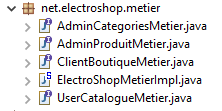 net.electroshop.metier
AdminCategoriesMetier.java
AdminProduitMetier.java
ClientBoutiqueMetier.java
ElectroShopMetierImpl.java
UserCatalogueMetier.java